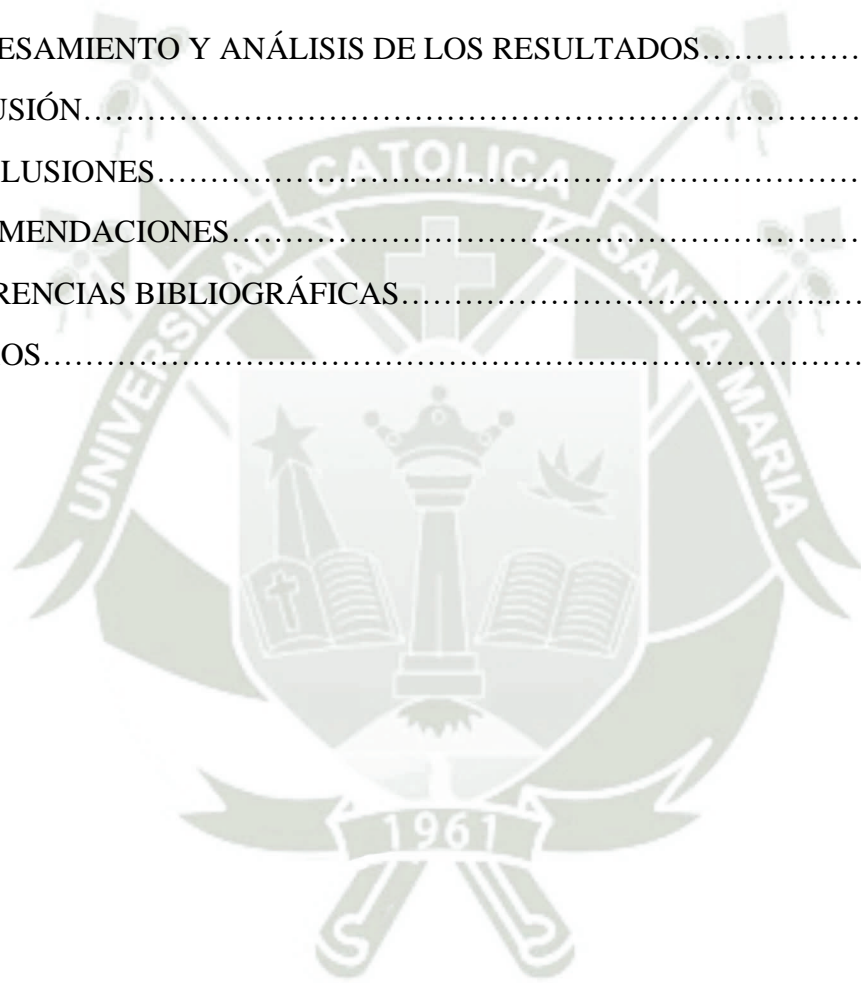 ESAMIENTO Y ANÁLISIS DE LOS RESULTADOS……………
USIÓN……………………………………………………………
LUSIONES………………………………………………………
MENDACIONES…………………………………………………
RENCIAS BIBLIOGRÁFICAS…………………………………..…
OS…………………………………………………………………
UNIVERSIDAD CATOLICA SANTA MARIA
1961